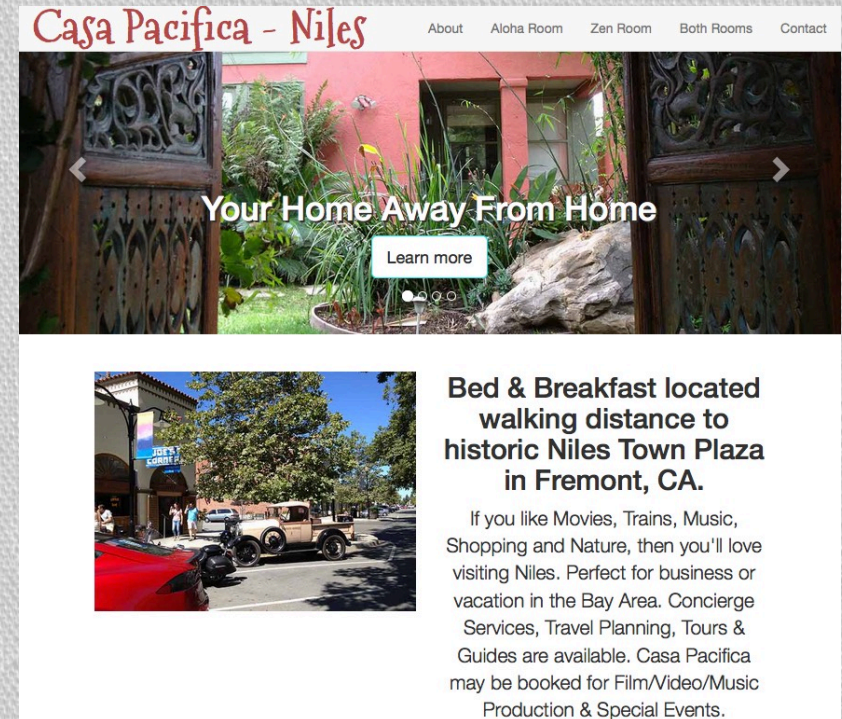 Casa Pacifica - Niles
About Aloha Room Zen Room Both Rooms Contact
Your Home Away From Home
Learn more
JOE'S
CORNER
Bed & Breakfast located
walking distance to
historic Niles Town Plaza
in Fremont, CA.
If you like Movies, Trains, Music,
Shopping and Nature, then you'll love
visiting Niles. Perfect for business or
vacation in the Bay Area. Concierge
Services, Travel Planning, Tours &
Guides are available. Casa Pacifica
may be booked for Film/Video/Music
Production & Special Events.